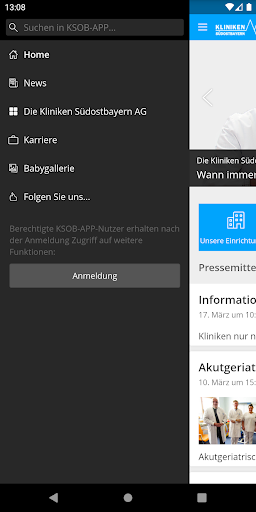 13:08
Suchen in KSOB-APP...
Home
News
Die Kliniken Südostbayern AG
Karriere
Babygallerie
Folgen Sie uns...
Berechtigte KSOB-APP-Nutzer erhalten nach
der Anmeldung Zugriff auf weitere
Funktionen:
Anmeldung
KLINIKEN
SÜDOSTBAYERN
Die Kliniken Süd
Wann immer
Unsere Einrichtu
Pressemitte
Informatio
17. März um 10:
Kliniken nur n
Akutgeriat
10. März um 15:
Akutgeriatrisc